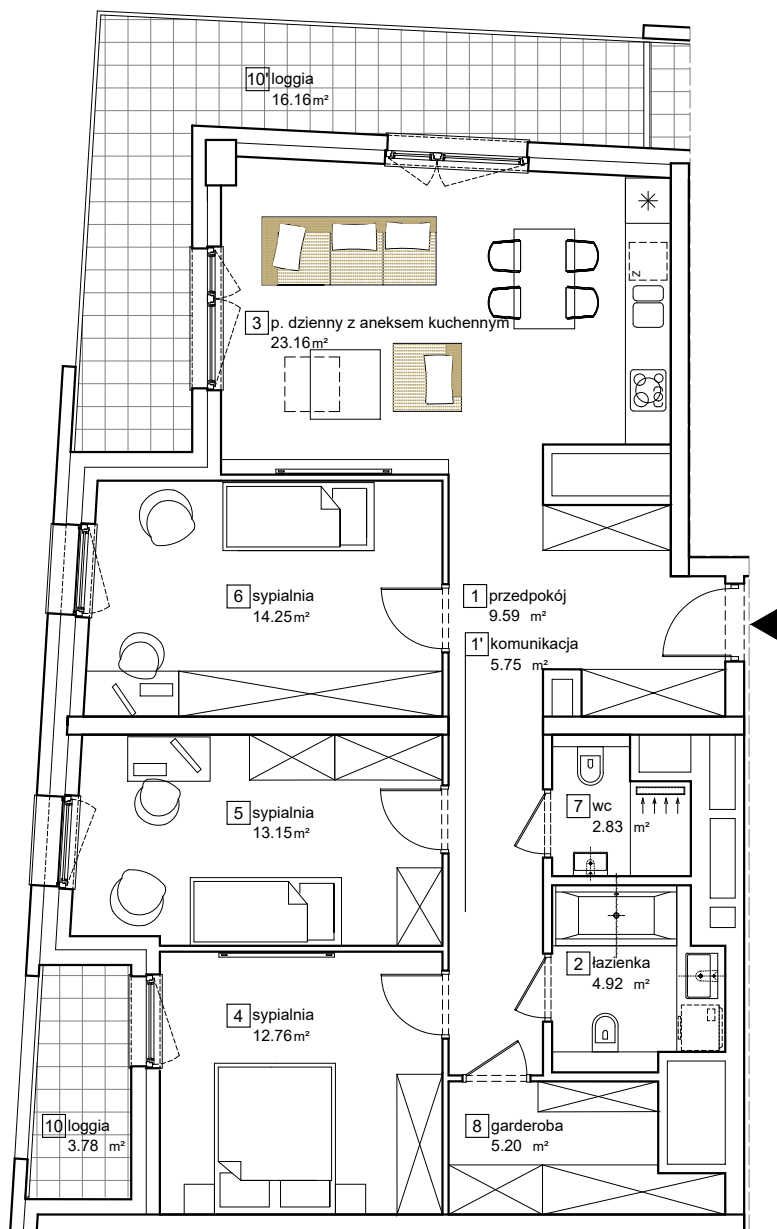 10' loggia
16.16 m²
z
3 p. dzienny z aneksem kuchennym
23.16 m²
6 sypialnia
14.25 m²
1 przedpokój
9.59 m²
1' komunikacja
5.75 m²
5 sypialnia
13.15 m²
7 wc
2.83 m²
2 łazienka
4.92 m²
4 sypialnia
12.76 m²
10 loggia
3.78 m²
8 garderoba
5.20 m²